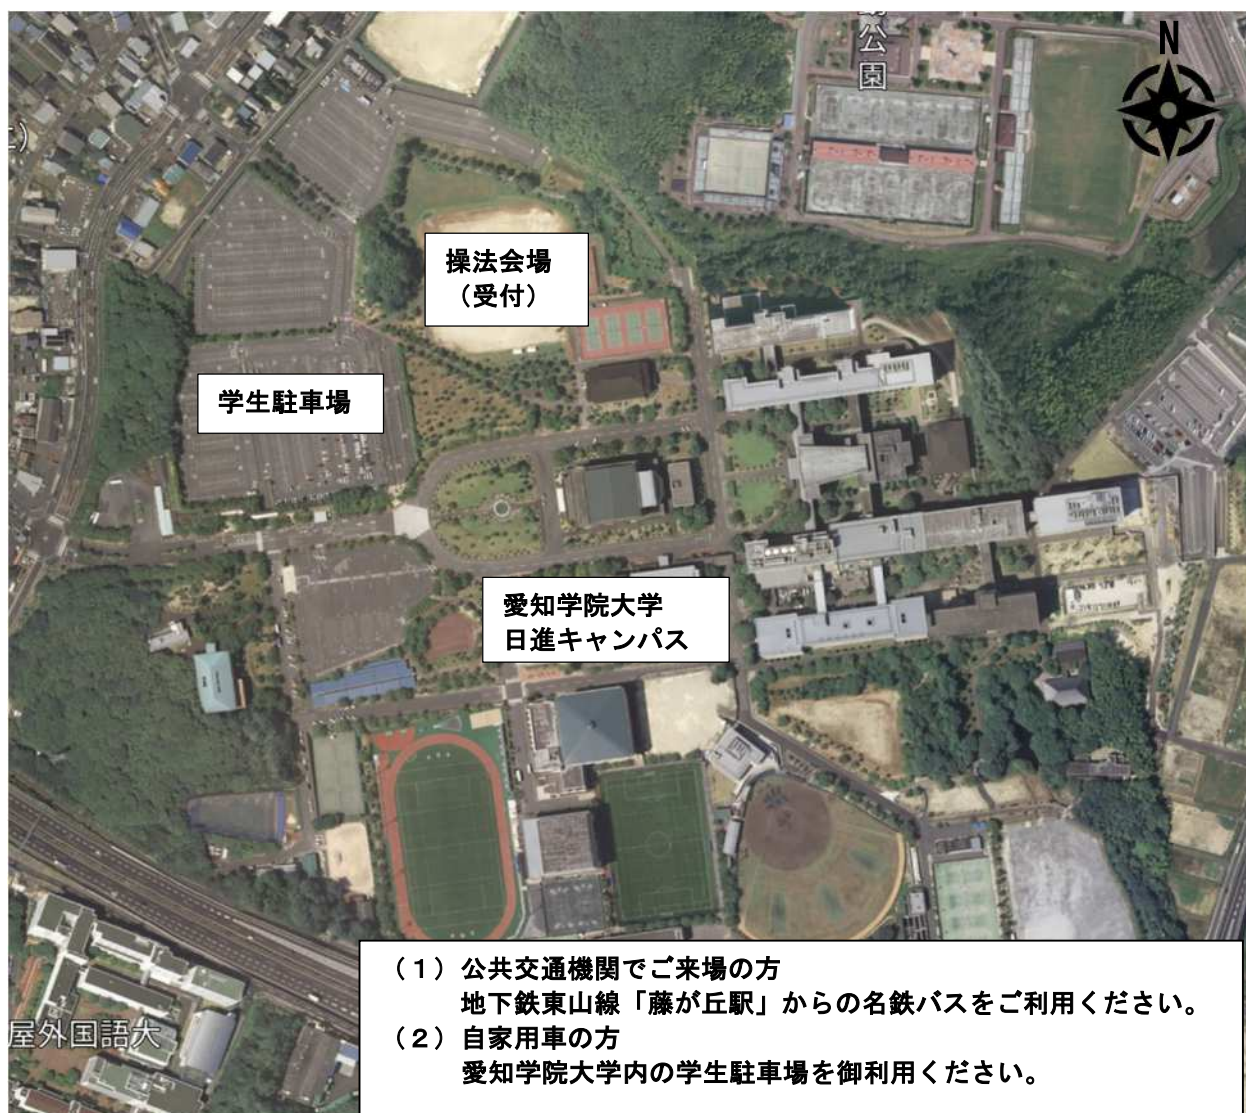 公
園
N
操法会場
（受付）
学生駐車場
愛知学院大学
日進キャンパス
（１）公共交通機関でご来場の方
地下鉄東山線「藤が丘駅」からの名鉄バスをご利用ください。
（２）自家用車の方
愛知学院大学内の学生駐車場を御利用ください。
屋外国語大